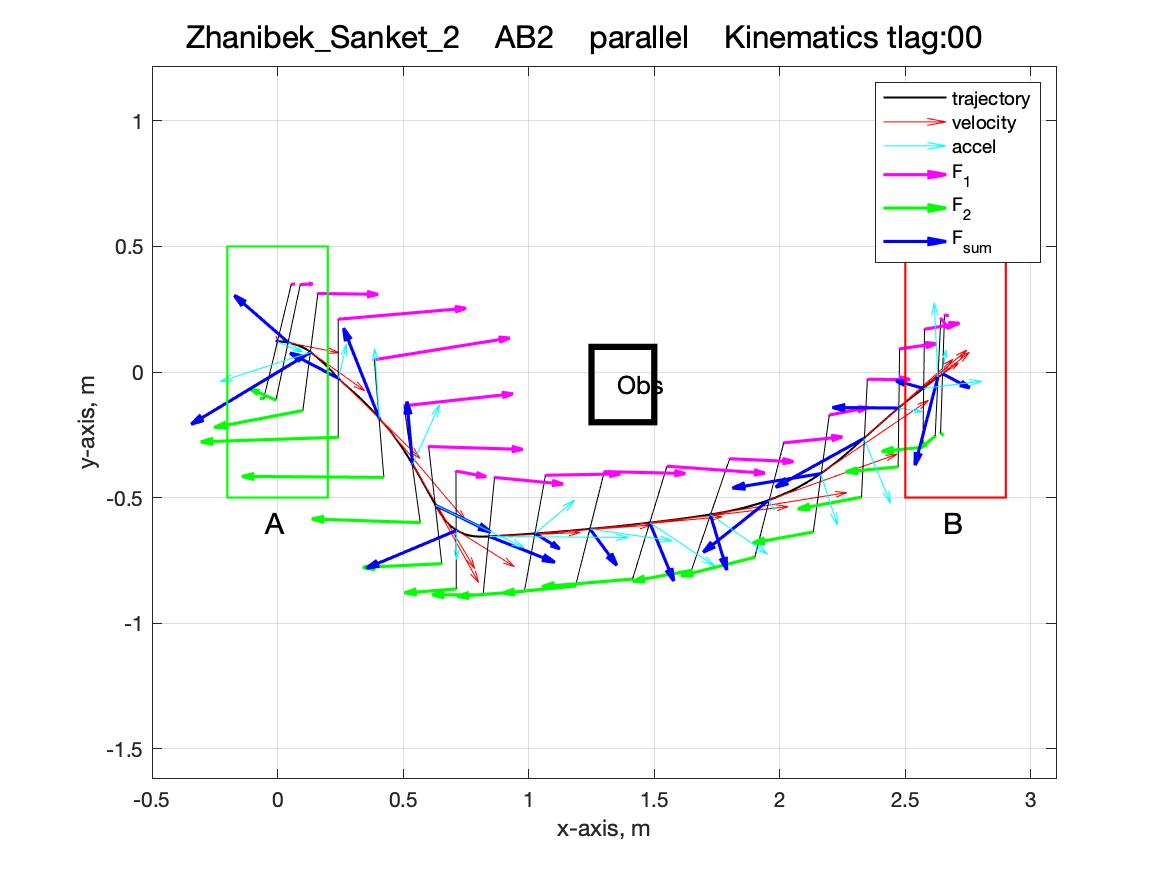 Zhanibek_Sanket_2 AB2 parallel Kinematics tlag:00
trajectory
velocity
accel
F1
F2
Fsum
1
0.5
0
-0.5
-1
-1.5
y-axis, m
Obs
A
B
-0.5 0 0.5 1 1.5 2 2.5 3
x-axis, m